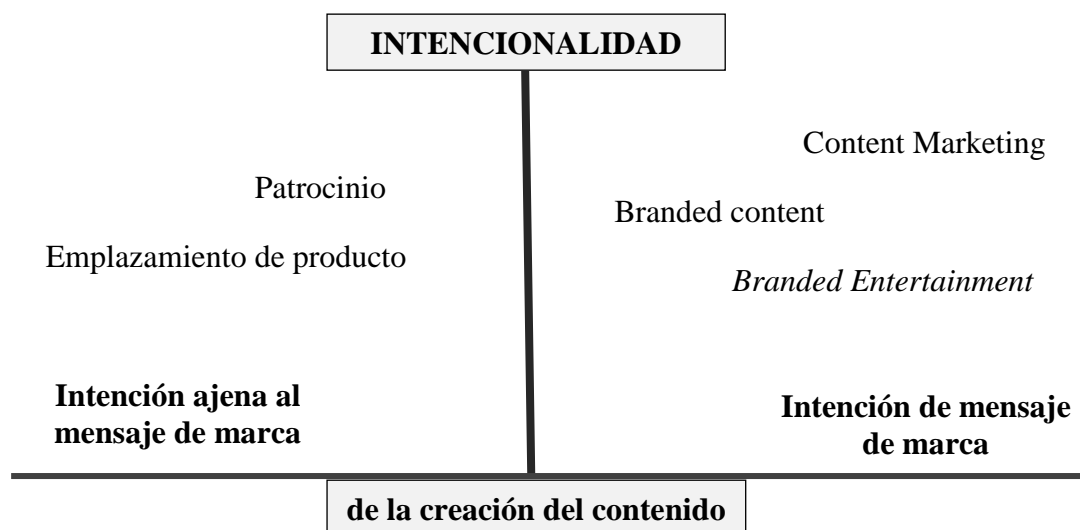 INTENCIONALIDAD
Content Marketing
Patrocinio
Branded content
Emplazamiento de producto
Branded Entertainment
Intención ajena al
mensaje de marca
Intención de mensaje
de marca
de la creación del contenido